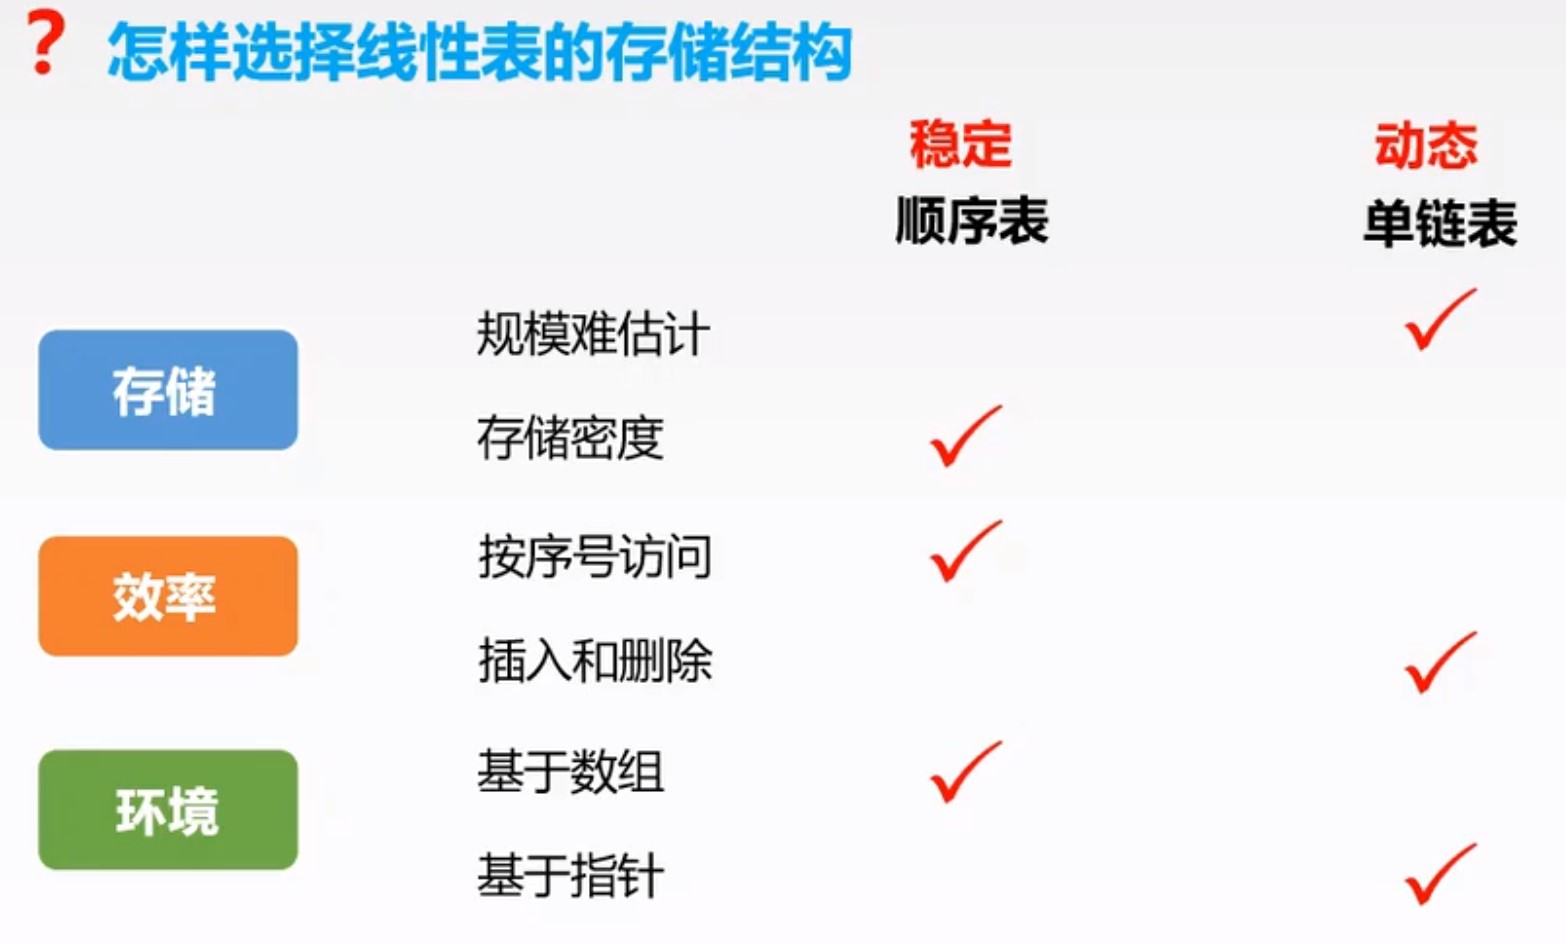 ? 怎样选择线性表的存储结构
稳定 动态
顺序表 单链表
规模难估计
存储
存储密度
按序号访问
效率
插入和删除
基于数组
环境
基于指针